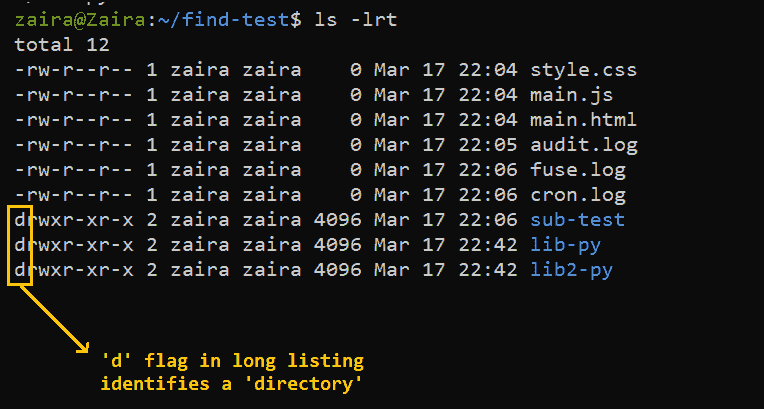 zaira@Zaira:~/find-test$ ls -lrt
total 12
-rw-r--r-- 1 zaira zaira    0 Mar 17 22:04 style.css
-rw-r--r-- 1 zaira zaira    0 Mar 17 22:04 main.js
-rw-r--r-- 1 zaira zaira    0 Mar 17 22:04 main.html
-rw-r--r-- 1 zaira zaira    0 Mar 17 22:05 audit.log
-rw-r--r-- 1 zaira zaira    0 Mar 17 22:06 fuse.log
-rw-r--r-- 1 zaira zaira    0 Mar 17 22:06 cron.log
drwxr-xr-x 2 zaira zaira 4096 Mar 17 22:06 sub-test
drwxr-xr-x 2 zaira zaira 4096 Mar 17 22:42 lib-py
drwxr-xr-x 2 zaira zaira 4096 Mar 17 22:42 lib2-py
'd' flag in long listing
identifies a 'directory'